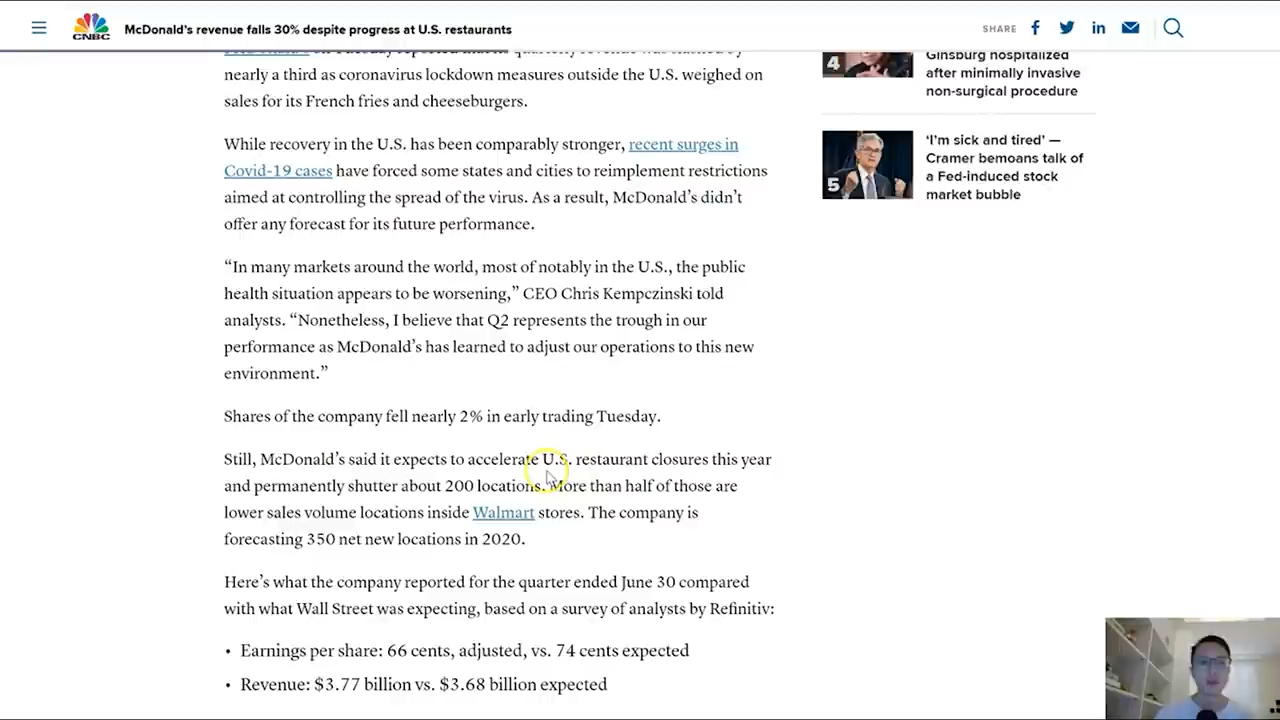 CNBC
McDonald's revenue falls 30% despite progress at U.S. restaurants
SHARE
on Tuesday reported that its quarterly revenue was slashed by
nearly a third as coronavirus lockdown measures outside the U.S. weighed on
sales for its French fries and cheeseburgers.
While recovery in the U.S. has been comparably stronger, recent surges in
Covid-19 cases have forced some states and cities to reimplement restrictions
aimed at controlling the spread of the virus. As a result, McDonald's didn't
offer any forecast for its future performance.
“In many markets around the world, most of notably in the U.S., the public
health situation appears to be worsening,” CEO Chris Kempczinski told
analysts. “Nonetheless, I believe that Q2 represents the trough in our
performance as McDonald's has learned to adjust our operations to this new
environment.”
Shares of the company fell nearly 2% in early trading Tuesday.
Still, McDonald's said it expects to accelerate U.S. restaurant closures this year
and permanently shutter about 200 locations. More than half of those are
lower sales volume locations inside Walmart stores. The company is
forecasting 350 net new locations in 2020.
Here's what the company reported for the quarter ended June 30 compared
with what Wall Street was expecting, based on a survey of analysts by Refinitiv:
• Earnings per share: 66 cents, adjusted, vs. 74 cents expected
• Revenue: $3.77 billion vs. $3.68 billion expected
4
Ginsburg hospitalized
after minimally invasive
non-surgical procedure
5
‘I'm sick and tired’ —
Cramer bemoans talk of
a Fed-induced stock
market bubble